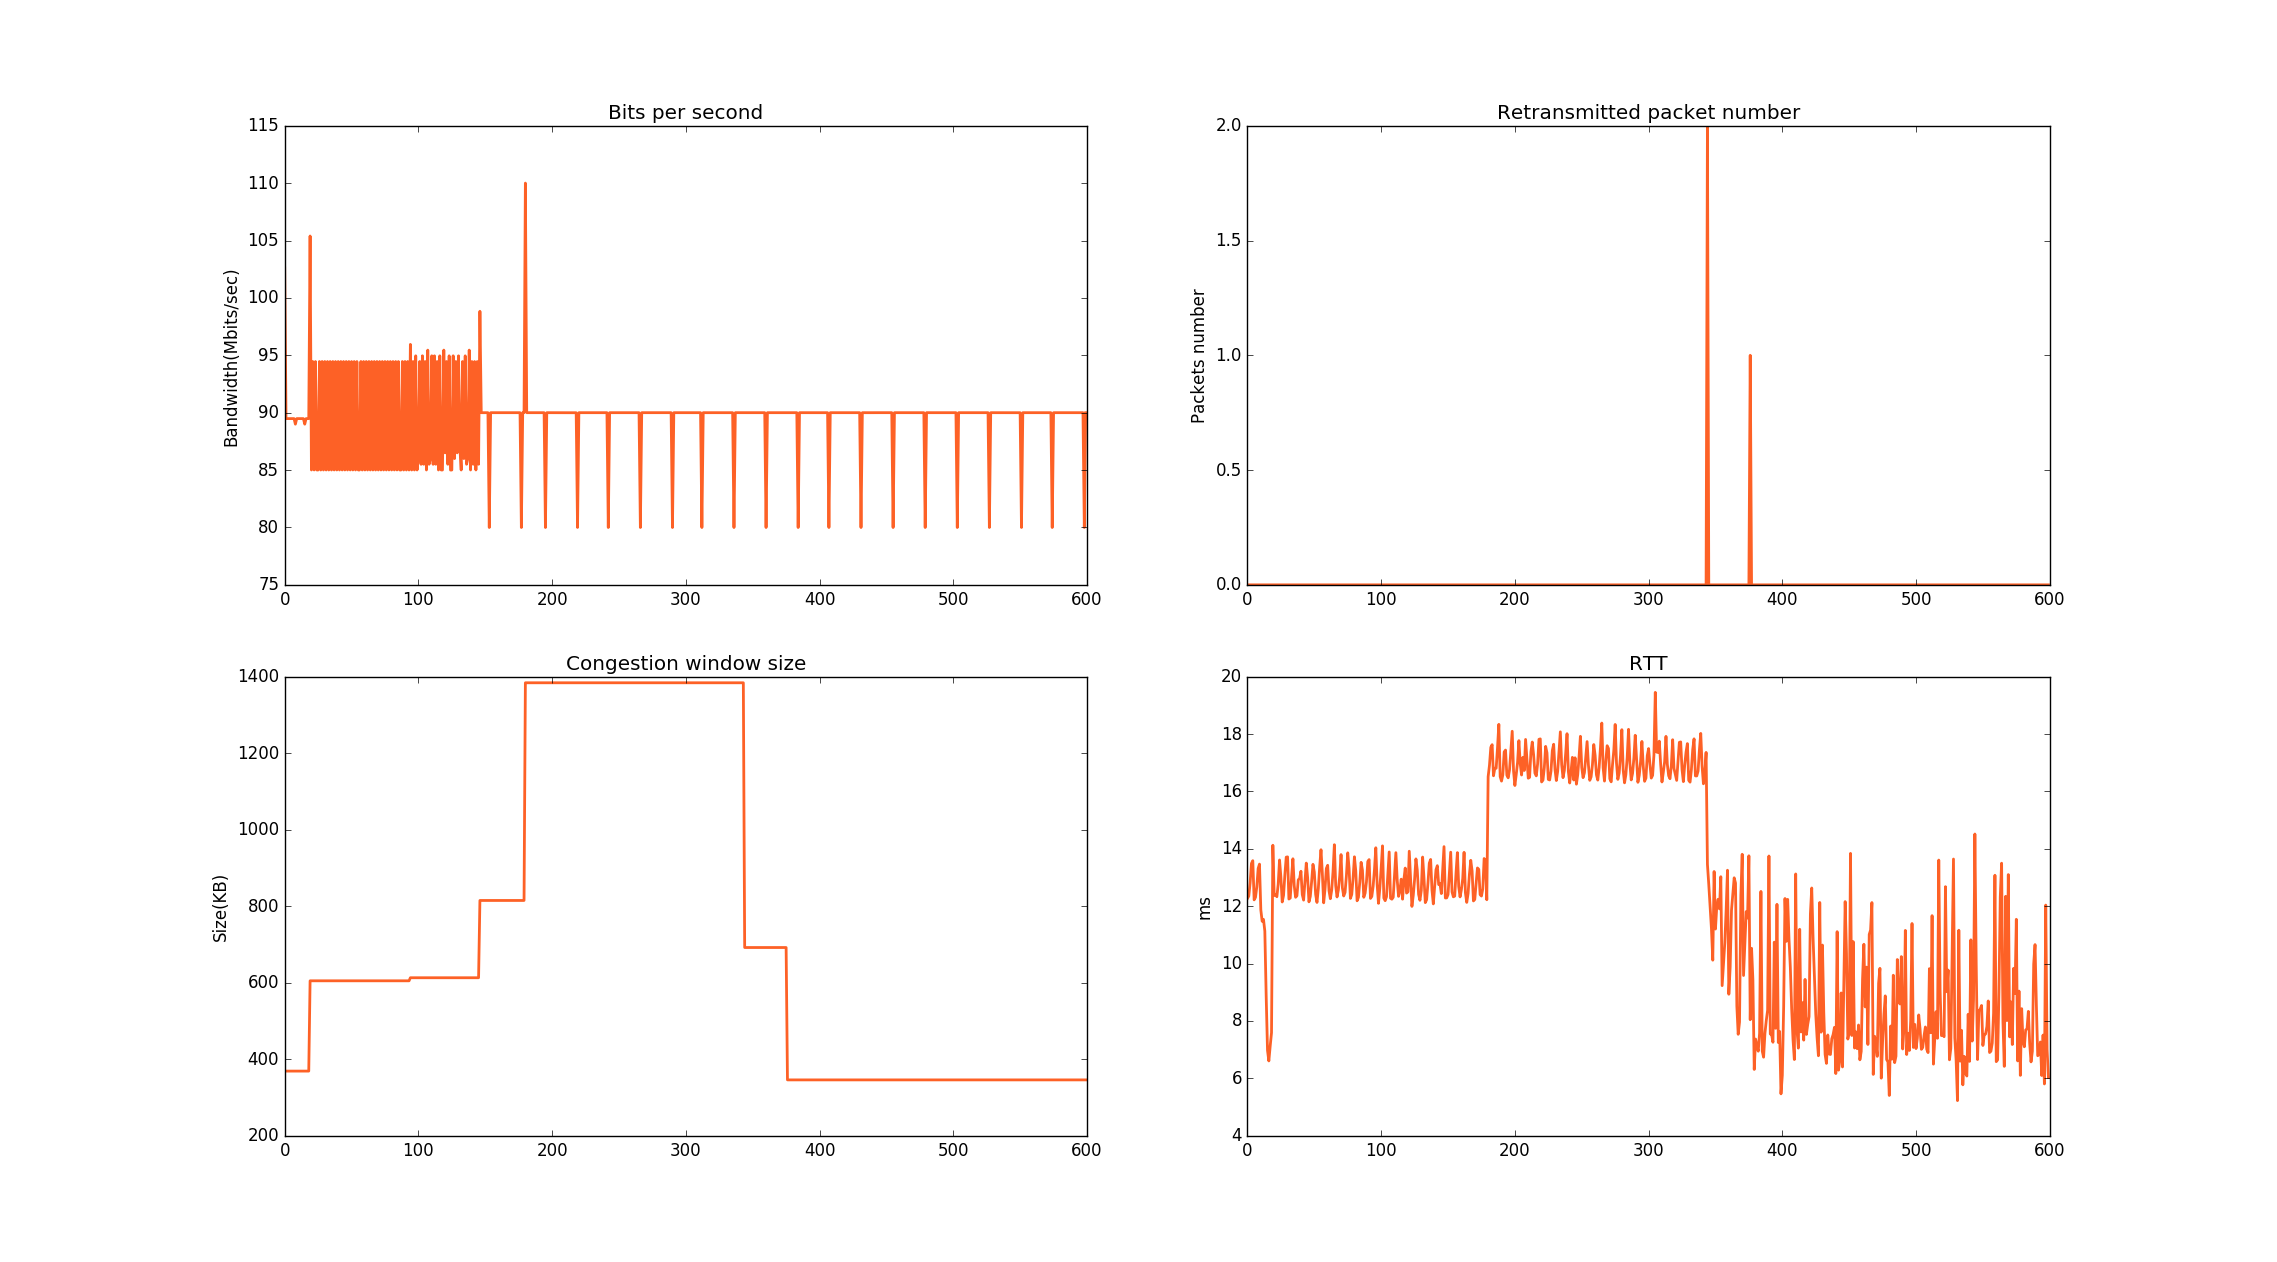 Bits per second
115
110
105
100
95
90
85
80
75
Bandwidth(Mbits/sec)
0 100 200 300 400 500 600
Retransmitted packet number
2.0
1.5
1.0
0.5
0.0
Packets number
0 100 200 300 400 500 600
Congestion window size
1400
1200
1000
800
600
400
200
Size(KB)
0 100 200 300 400 500 600
RTT
20
18
16
14
12
10
8
6
4
ms
0 100 200 300 400 500 600